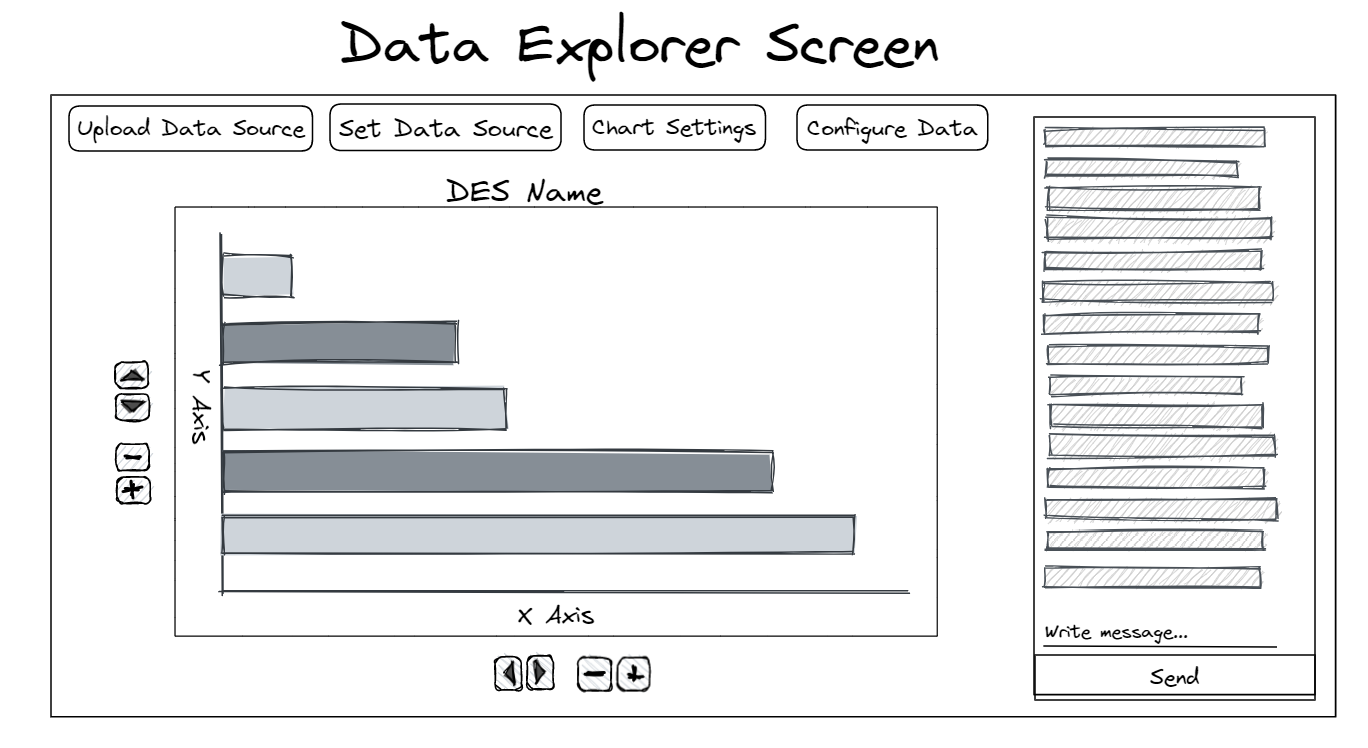 Data Explorer Screen
Upload Data Source
Set Data Source
Chart Settings
Configure Data
DES Name
Y Axis
X Axis
Write message...
Send